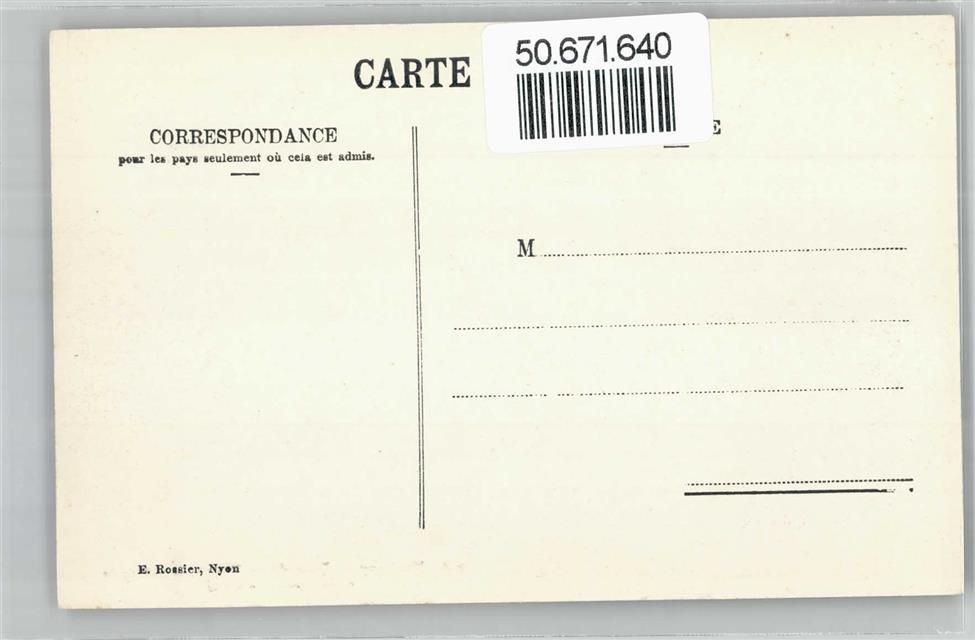 50.671.640
CARTE
CORRESPONDANCE
pour les pays seulement où cela est admis.
E
M
E. Rossier, Nyon